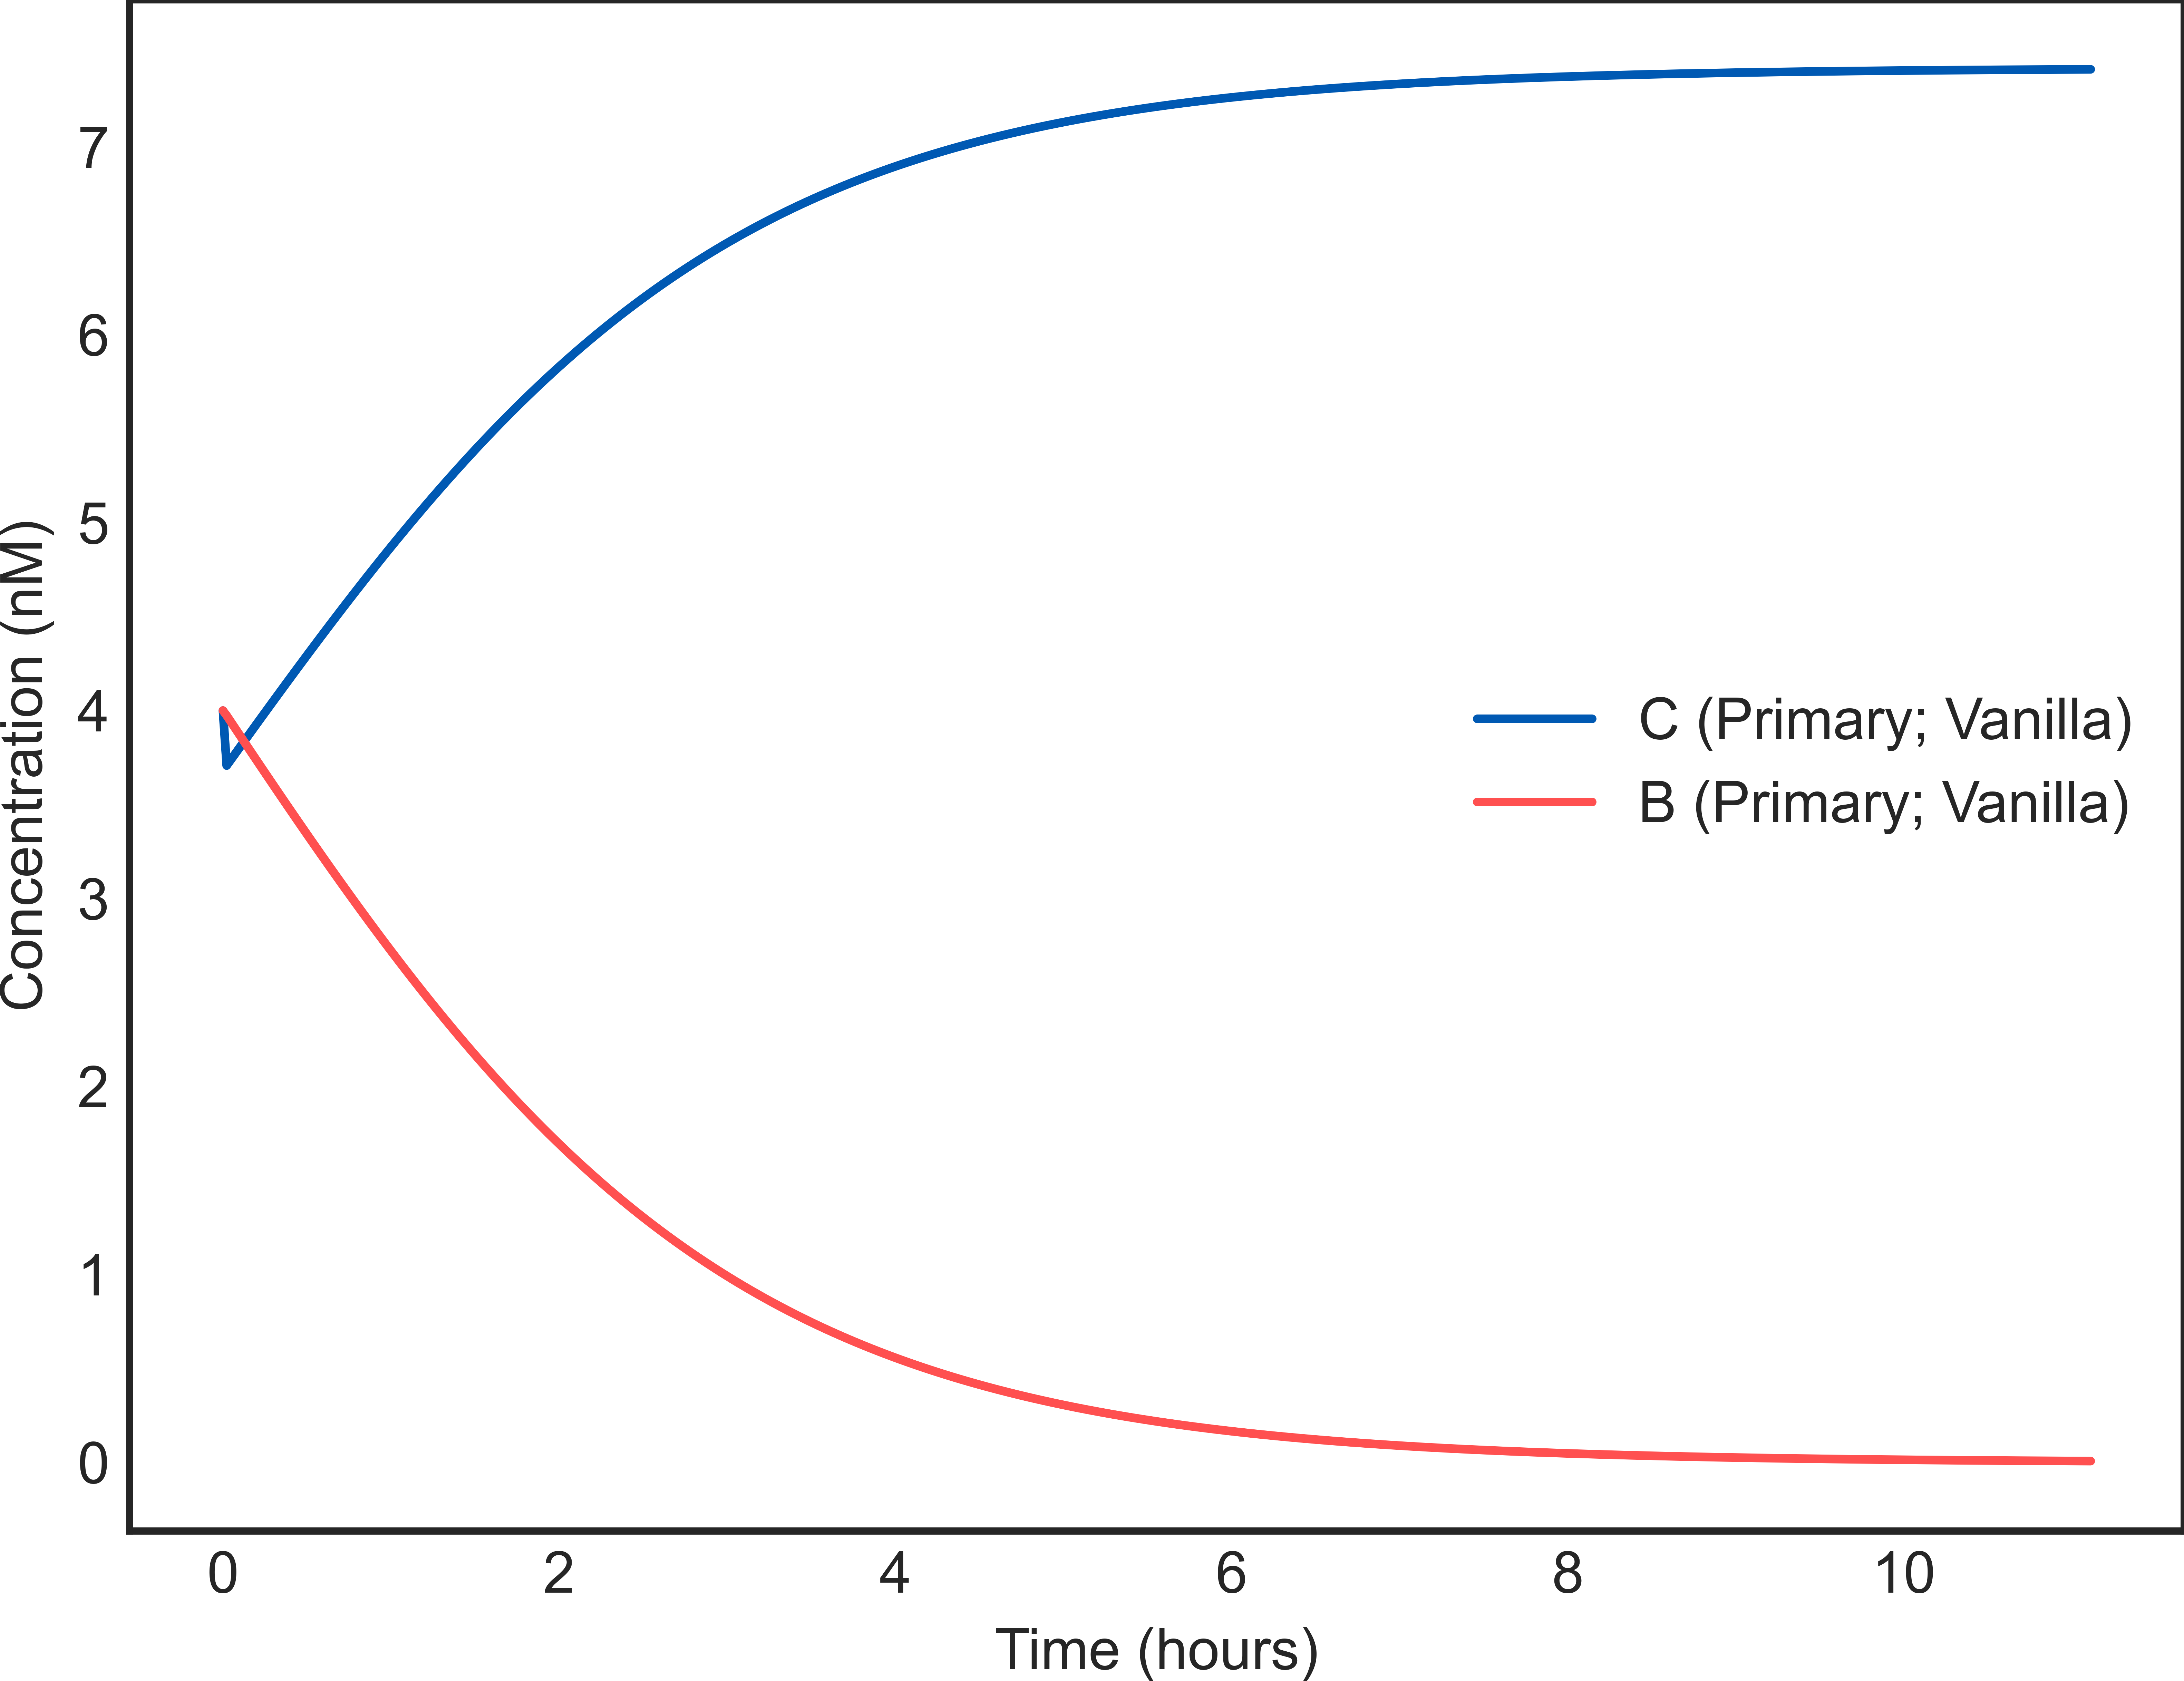 7
6
5
4
3
2
1
0
Concentration (nM)
C (Primary; Vanilla)
B (Primary; Vanilla)
0 2 4 6 8 10
Time (hours)